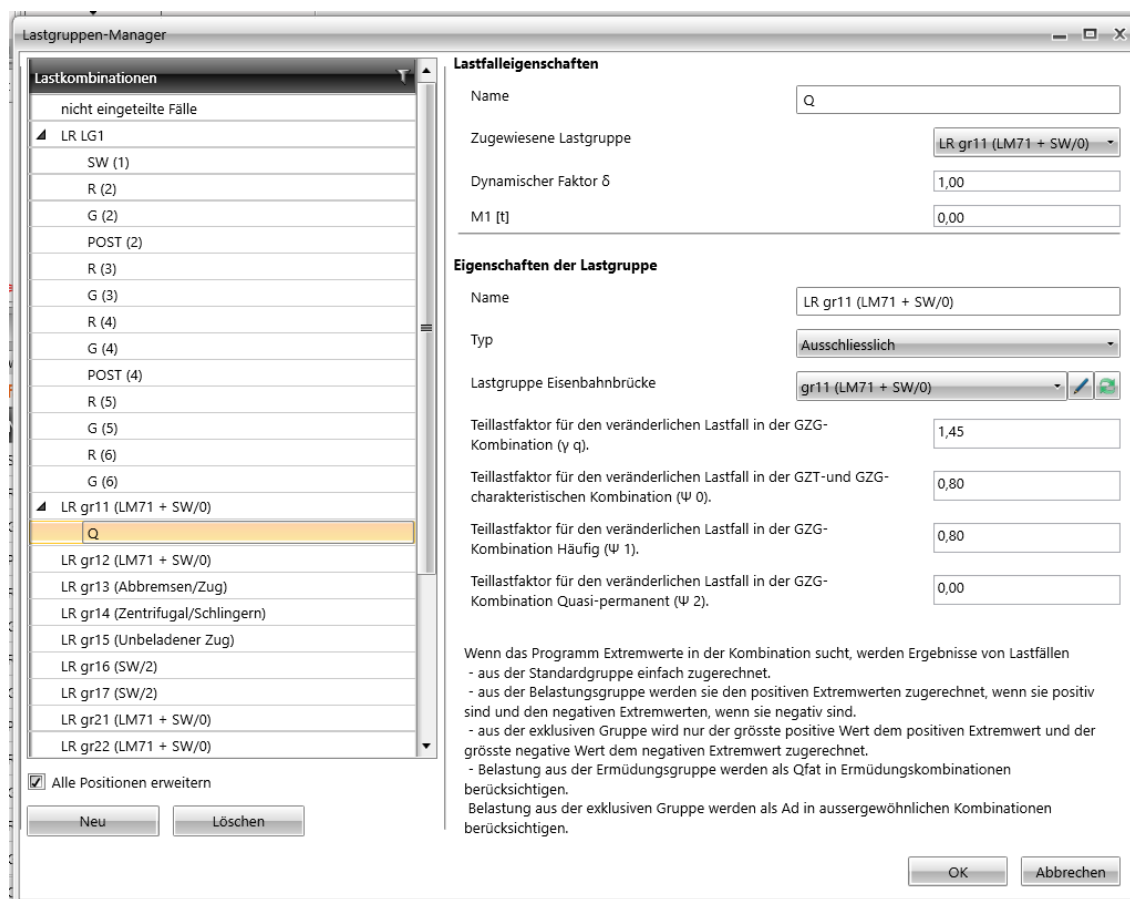 Lastgruppen-Manager
Lastkombinationen
nicht eingeteilte Fälle
LR LG1
SW (1)
R (2)
G (2)
POST (2)
R (3)
G (3)
R (4)
G (4)
POST (4)
R (5)
G (5)
R (6)
G (6)
LR gr11 (LM71 + SW/0)
Q
LR gr12 (LM71 + SW/0)
LR gr13 (Abbremsen/Zug)
LR gr14 (Zentrifugal/Schlingern)
LR gr15 (Unbeladener Zug)
LR gr16 (SW/2)
LR gr17 (SW/2)
LR gr21 (LM71 + SW/0)
LR gr22 (LM71 + SW/0)
Alle Positionen erweitern
Neu Löschen
Lastfalleigenschaften
Name Q
Zugewiesene Lastgruppe LR gr11 (LM71 + SW/0)
Dynamischer Faktor δ 1,00
M1 [t] 0,00
Eigenschaften der Lastgruppe
Name LR gr11 (LM71 + SW/0)
Typ Ausschliesslich
Lastgruppe Eisenbahnbrücke gr11 (LM71 + SW/0)
Teillastfaktor für den veränderlichen Lastfall in der GZG-
Kombination (γ q). 1,45
Teillastfaktor für den veränderlichen Lastfall in der GZT-und GZG-
charakteristischen Kombination (Ψ 0). 0,80
Teillastfaktor für den veränderlichen Lastfall in der GZG-
Kombination Häufig (Ψ 1). 0,80
Teillastfaktor für den veränderlichen Lastfall in der GZG-
Kombination Quasi-permanent (Ψ 2). 0,00
Wenn das Programm Extremwerte in der Kombination sucht, werden Ergebnisse von Lastfällen
- aus der Standardgruppe einfach zugerechnet.
- aus der Belastungsgruppe werden sie den positiven Extremwerten zugerechnet, wenn sie positiv
sind und den negativen Extremwerten, wenn sie negativ sind.
- aus der exklusiven Gruppe wird nur der grösste positive Wert dem positiven Extremwert und der
grösste negative Wert dem negativen Extremwert zugerechnet.
- Belastung aus der Ermüdungsgruppe werden als Qfat in Ermüdungskombinationen
berücksichtigen.
Belastung aus der exklusiven Gruppe werden als Ad in aussergewöhnlichen Kombinationen
berücksichtigen.
OK Abbrechen